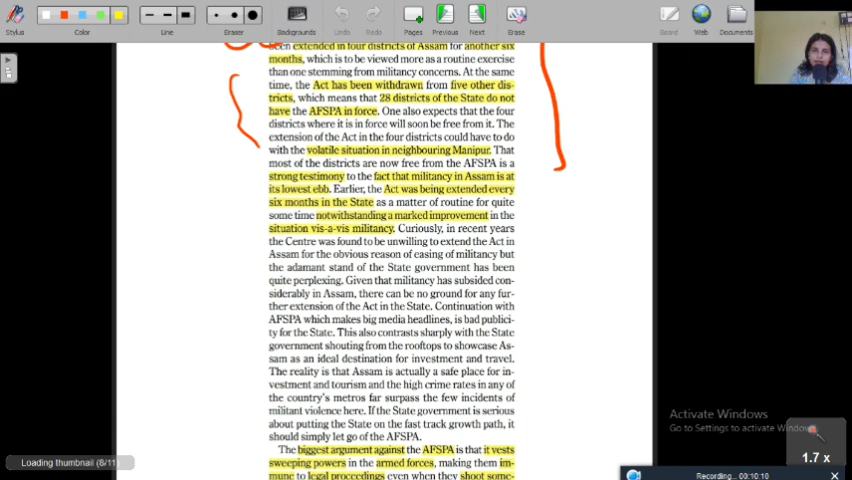 Stylus
Color
Line
Eraser
Backgrounds
Undo
Redo
Pages
Previous
Next
Erase
Board
Web
Documents
been extended in four districts of Assam for another six
months, which is to be viewed more as a routine exercise
than one stemming from militancy concerns. At the same
time, the Act has been withdrawn from five other dis-
tricts, which means that 28 districts of the State do not
have the AFSPA in force. One also expects that the four
districts where it is in force will soon be free from it. The
extension of the Act in the four districts could have to do
with the volatile situation in neighbouring Manipur. That
most of the districts are now free from the AFSPA is a
strong testimony to the fact that militancy in Assam is at
its lowest ebb. Earlier, the Act was being extended every
six months in the State as a matter of routine for quite
some time notwithstanding a marked improvement in the
situation vis-a-vis militancy. Curiously, in recent years
the Centre was found to be unwilling to extend the Act in
Assam for the obvious reason of easing of militancy but
the adamant stand of the State government has been
quite perplexing. Given that militancy has subsided con-
siderably in Assam, there can be no ground for any fur-
ther extension of the Act in the State. Continuation with
AFSPA which makes big media headlines, is bad publici-
ty for the State. This also contrasts sharply with the State
government shouting from the rooftops to showcase As-
sam as an ideal destination for investment and travel.
The reality is that Assam is actually a safe place for in-
vestment and tourism and the high crime rates in any of
the country's metros far surpass the few incidents of
militant violence here. If the State government is serious
about putting the State on the fast track growth path, it
should simply let go of the AFSPA.
The biggest argument against the AFSPA is that it vests
sweeping powers in the armed forces, making them im-
mune to legal proceedings even when they shoot some-
Activate Windows
Go to Settings to activate Windows.
1.7 x
Loading thumbnail (8/11)
Recording... 00:10:10